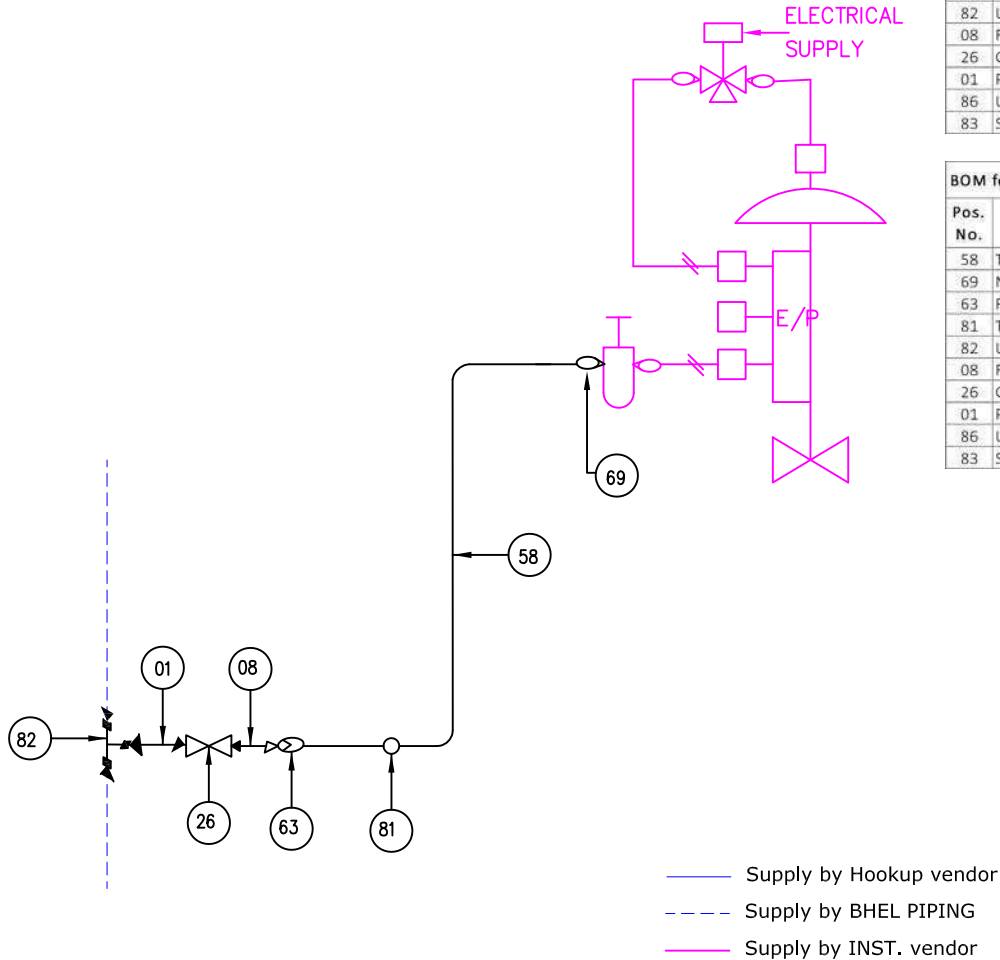 ELECTRICAL
SUPPLY
82
08
26
01
86
83
BOM
Pos.
No.
58
69
63
81
82
08
26
01
86
83
E/P
69
58
01
08
82
26
63
81
Supply by Hookup vendor
Supply by BHEL PIPING
Supply by INST. vendor